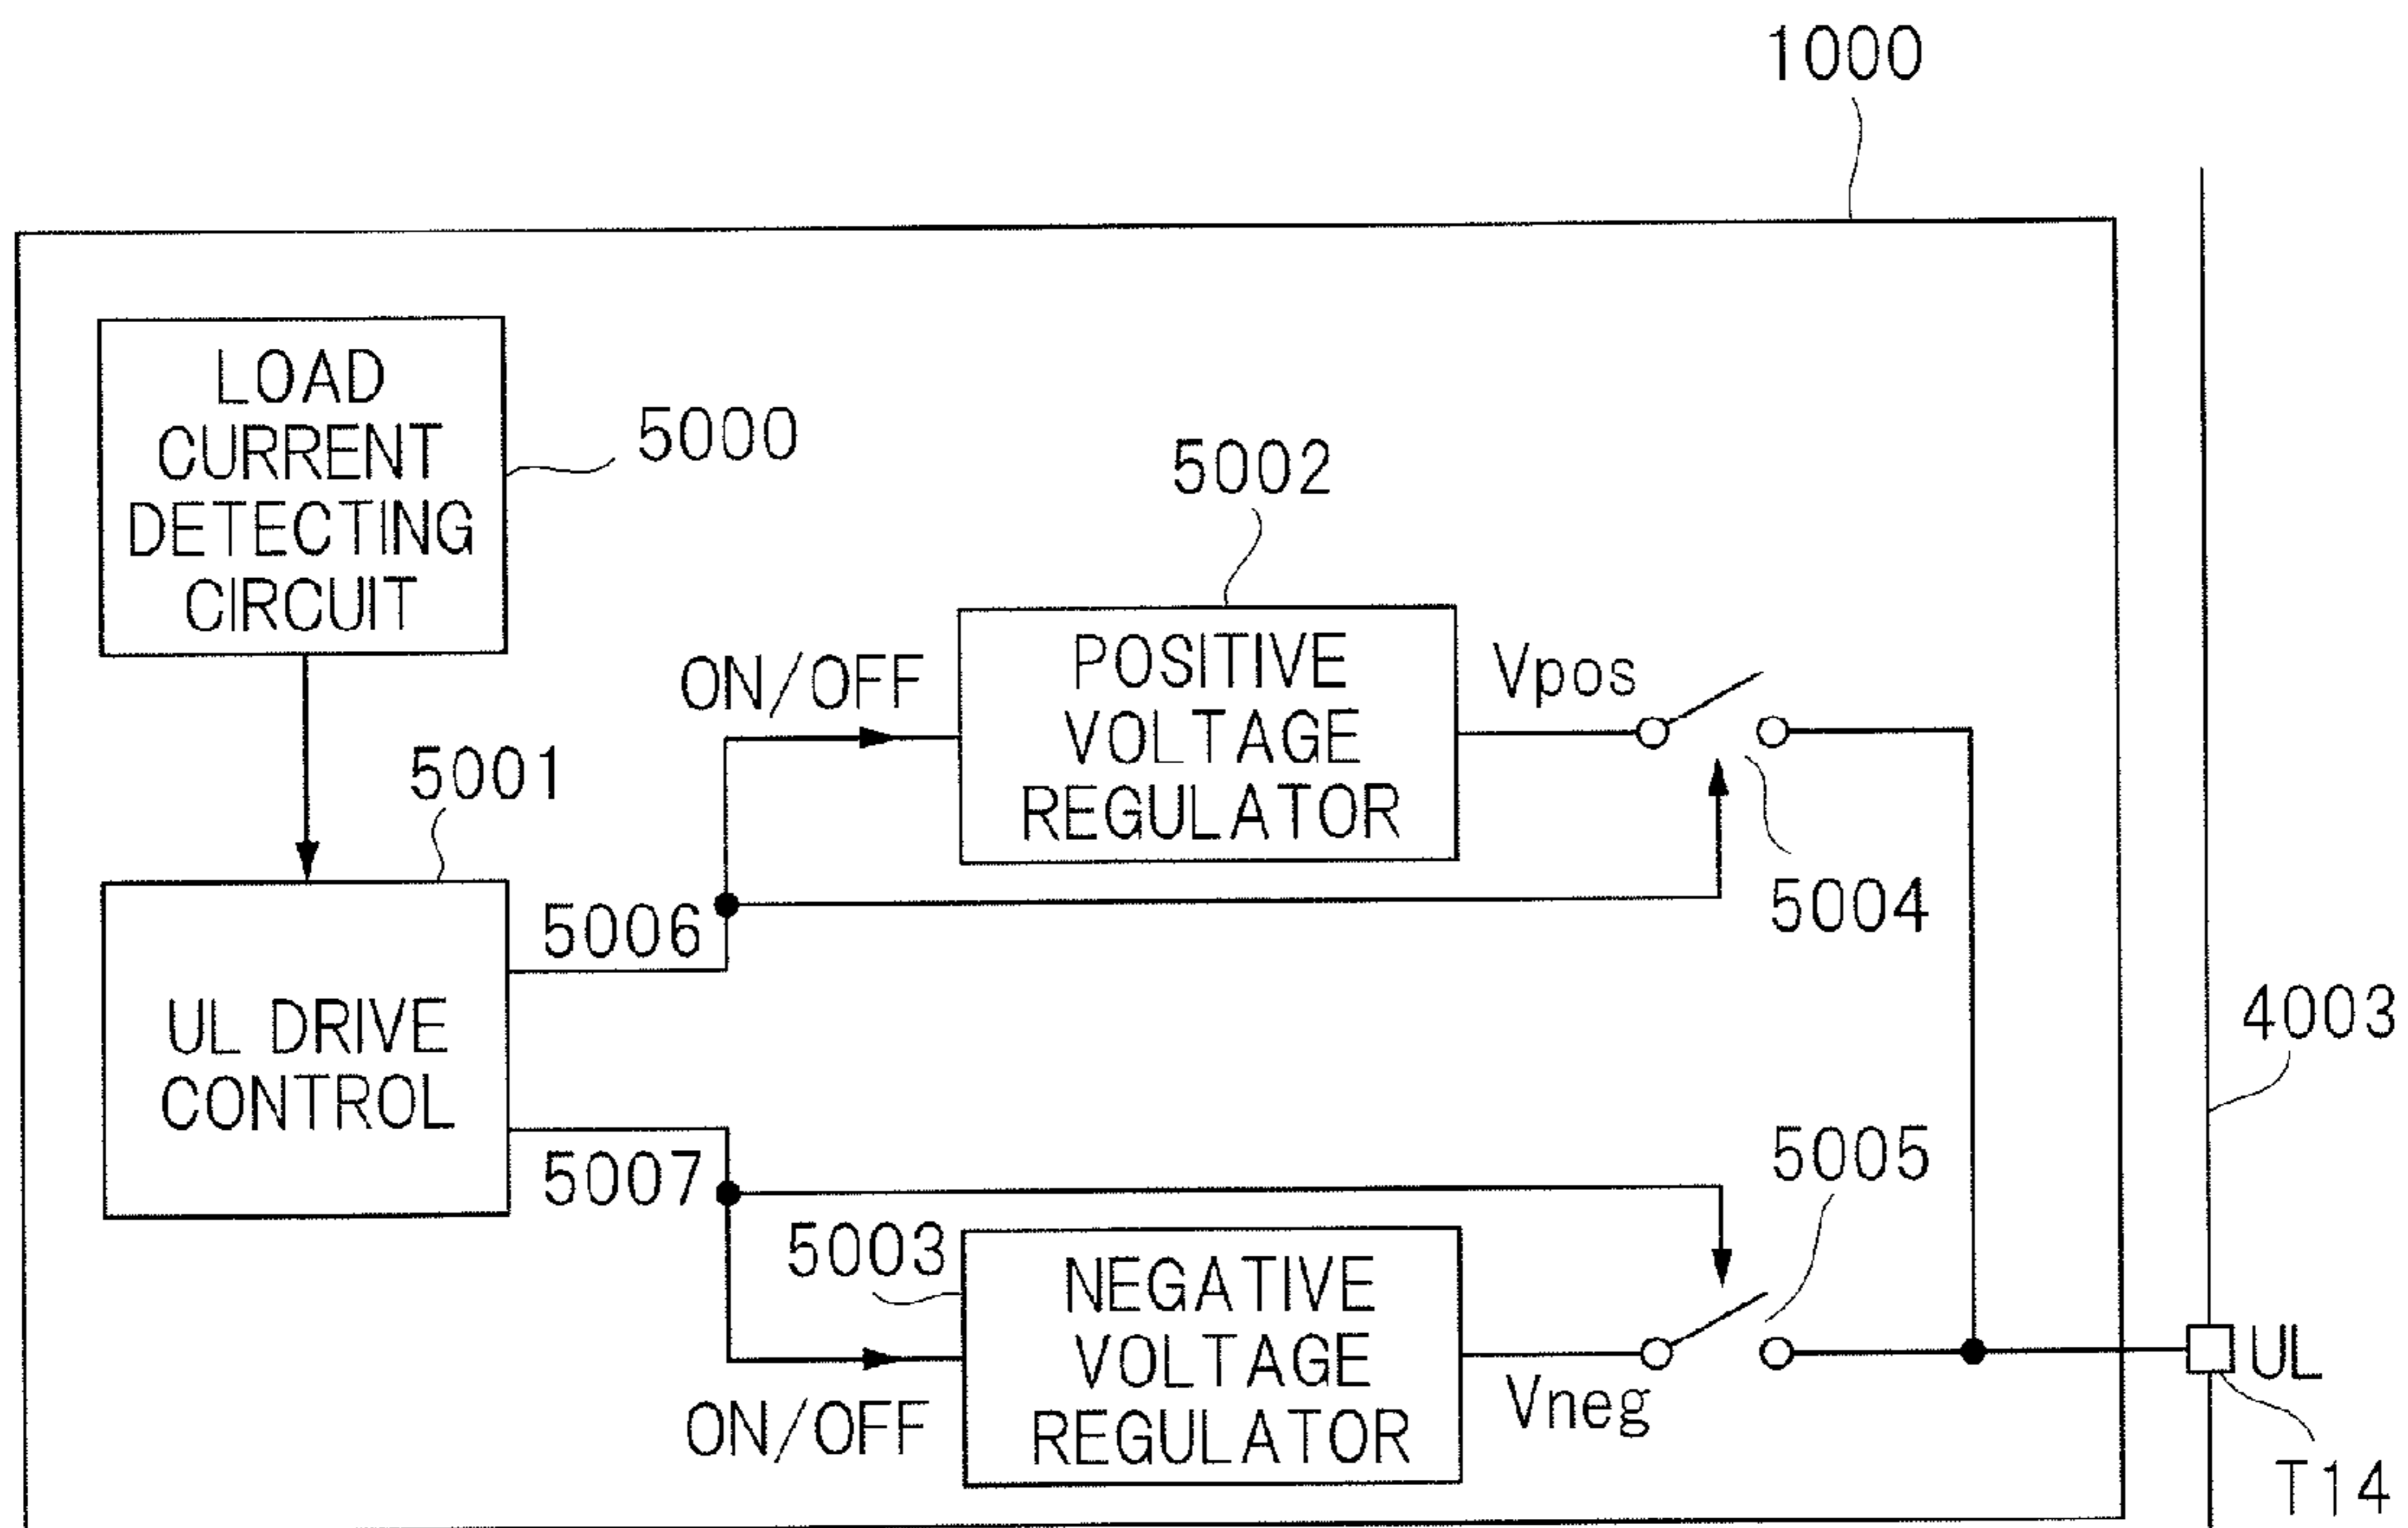 1000
LOAD
CURRENT
DETECTING
CIRCUIT
5000
5002
ON/OFF
POSITIVE
VOLTAGE
REGULATOR
Vpos
5001
5004
5006
UL DRIVE
CONTROL
4003
5007
5005
5003
NEGATIVE
VOLTAGE
REGULATOR
ON/OFF
Vneg
UL
T14